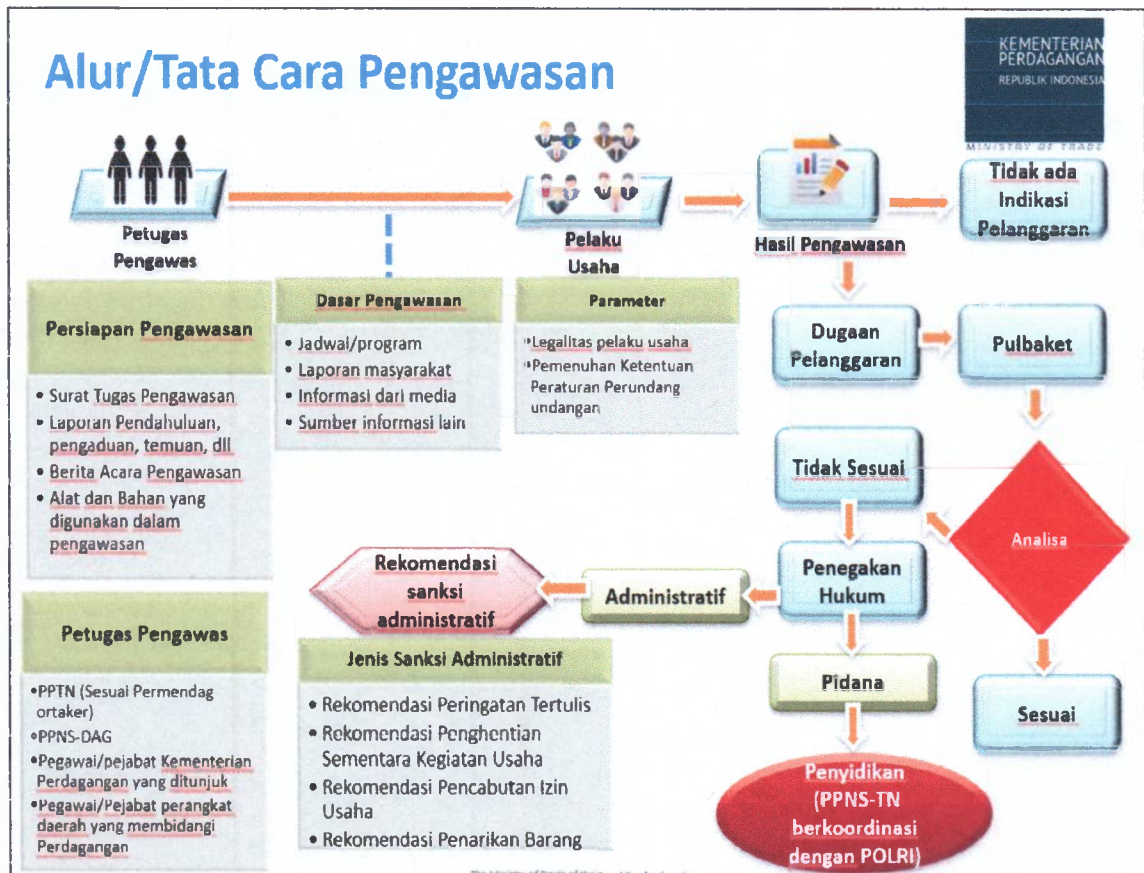 Alur/Tata Cara Pengawasan
KEMENTERIAN
PERDAGANGAN
REPUBLIK INDONESIA
MINISTRY OF TRADE
Petugas
Pengawas
Pelaku
Usaha
Hasil Pengawasan
Tidak ada
Indikasi
Pelanggaran
Persiapan Pengawasan
• Surat Tugas Pengawasan
• Laporan Pendahuluan,
pengaduan, temuan, dll
• Berita Acara Pengawasan
• Alat dan Bahan yang
digunakan dalam
pengawasan
Dasar Pengawasan
• Jadwal/program
• Laporan masyarakat
• Informasi dari media
• Sumber informasi lain
Parameter
•Legalitas pelaku usaha
•Pemenuhan Ketentuan
Peraturan Perundang
undangan
Dugaan
Pelanggaran
Pulbaket
Tidak Sesuai
Analisa
Penegakan
Hukum
Administratif
Rekomendasi
sanksi
administratif
Pidana
Sesuai
Penyidikan
(PPNS-TN
berkoordinasi
dengan POLRI)
Petugas Pengawas
•PPTN (Sesuai Permendag
ortaker)
•PPNS-DAG
•Pegawai/pejabat Kementerian
Perdagangan yang ditunjuk
•Pegawai/Pejabat perangkat
daerah yang membidangi
Perdagangan
Jenis Sanksi Administratif
• Rekomendasi Peringatan Tertulis
• Rekomendasi Penghentian
Sementara Kegiatan Usaha
• Rekomendasi Pencabutan Izin
Usaha
• Rekomendasi Penarikan Barang